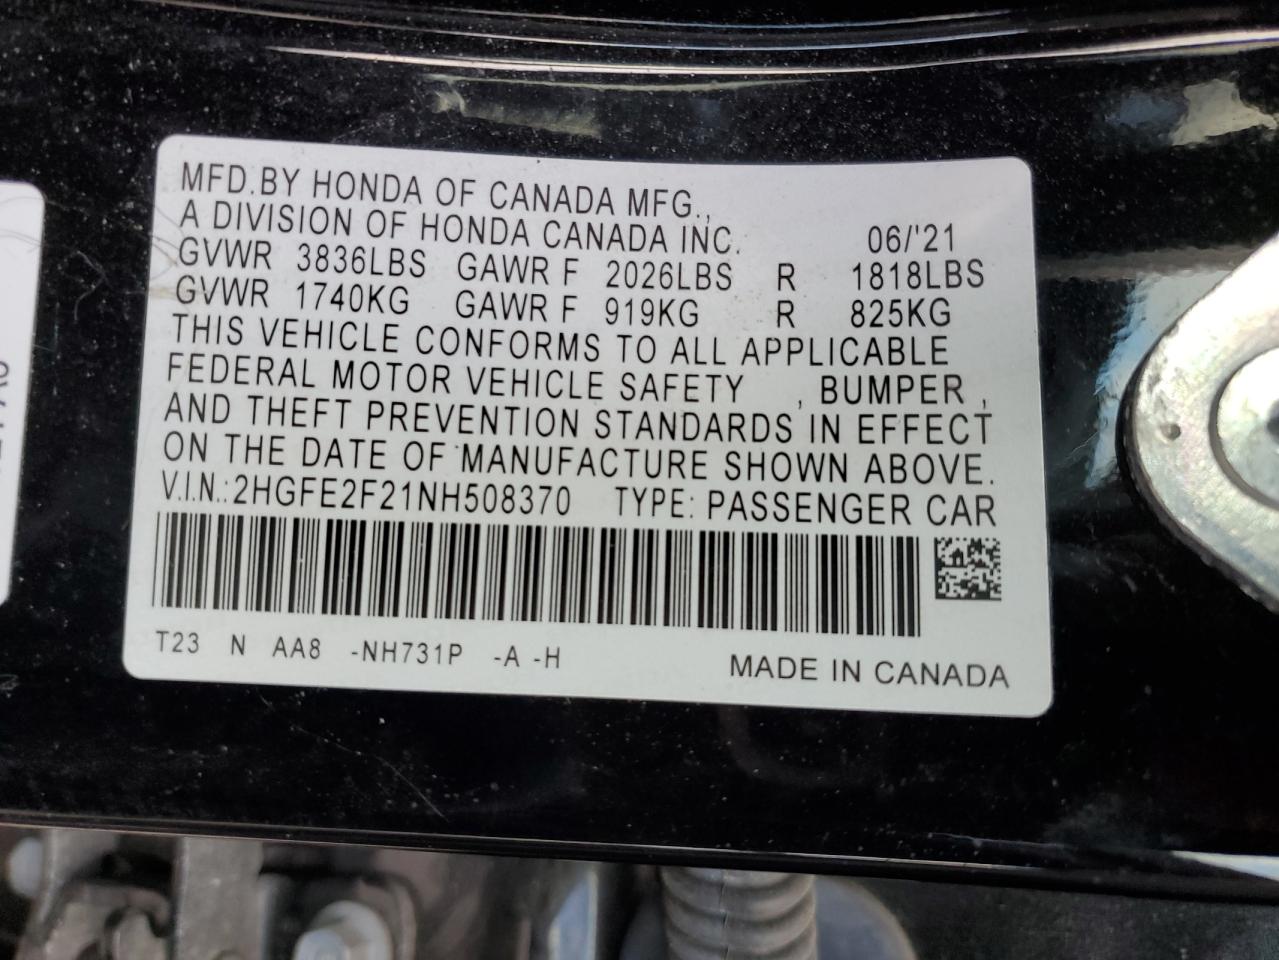 MFD.BY HONDA OF CANADA MFG.,
A DIVISION OF HONDA CANADA INC. 06/'21
GVWR 3836LBS GAWR F 2026LBS R 1818LBS
GVWR 1740KG GAWR F 919KG R 825KG
THIS VEHICLE CONFORMS TO ALL APPLICABLE
FEDERAL MOTOR VEHICLE SAFETY , BUMPER ,
AND THEFT PREVENTION STANDARDS IN EFFECT
ON THE DATE OF MANUFACTURE SHOWN ABOVE.
V.I.N.:2HGFE2F21NH508370 TYPE: PASSENGER CAR
T23 N AA8 -NH731P -A -H MADE IN CANADA